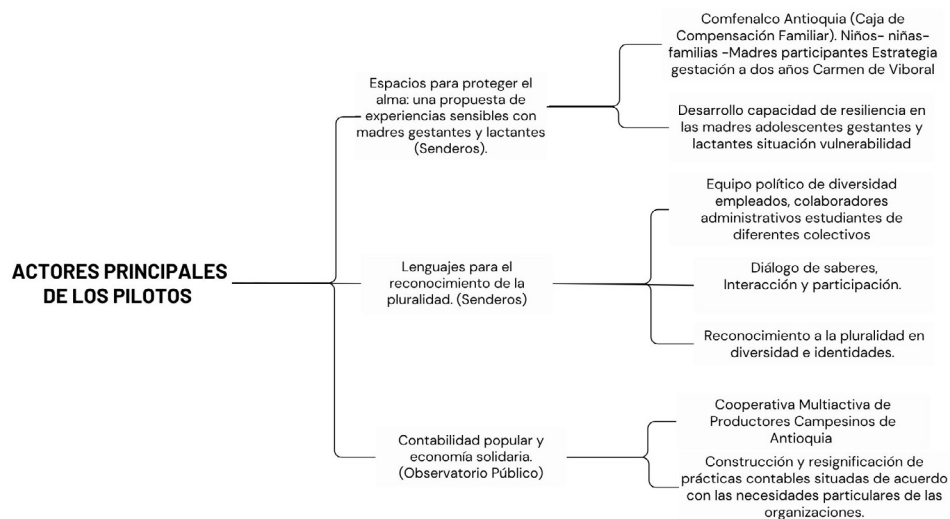 ACTORES PRINCIPALES
DE LOS PILOTOS
Espacios para proteger el
alma: una propuesta de
experiencias sensibles con
madres gestantes y lactantes
(Senderos).
Comfenalco Antioquia (Caja de
Compensación Familiar). Niños- niñas-
familias -Madres participantes Estrategia
gestación a dos años Carmen de Viboral
Desarrollo capacidad de resiliencia en
las madres adolescentes gestantes y
lactantes situación vulnerabilidad
Lenguajes para el
reconocimiento de la
pluralidad. (Senderos)
Equipo político de diversidad
empleados, colaboradores
administrativos estudiantes de
diferentes colectivos
Diálogo de saberes,
Interacción y participación.
Reconocimiento a la pluralidad en
diversidad e identidades.
Contabilidad popular y
economía solidaria.
(Observatorio Público)
Cooperativa Multiactiva de
Productores Campesinos de
Antioquia
Construcción y resignificación de
prácticas contables situadas de acuerdo
con las necesidades particulares de las
organizaciones.